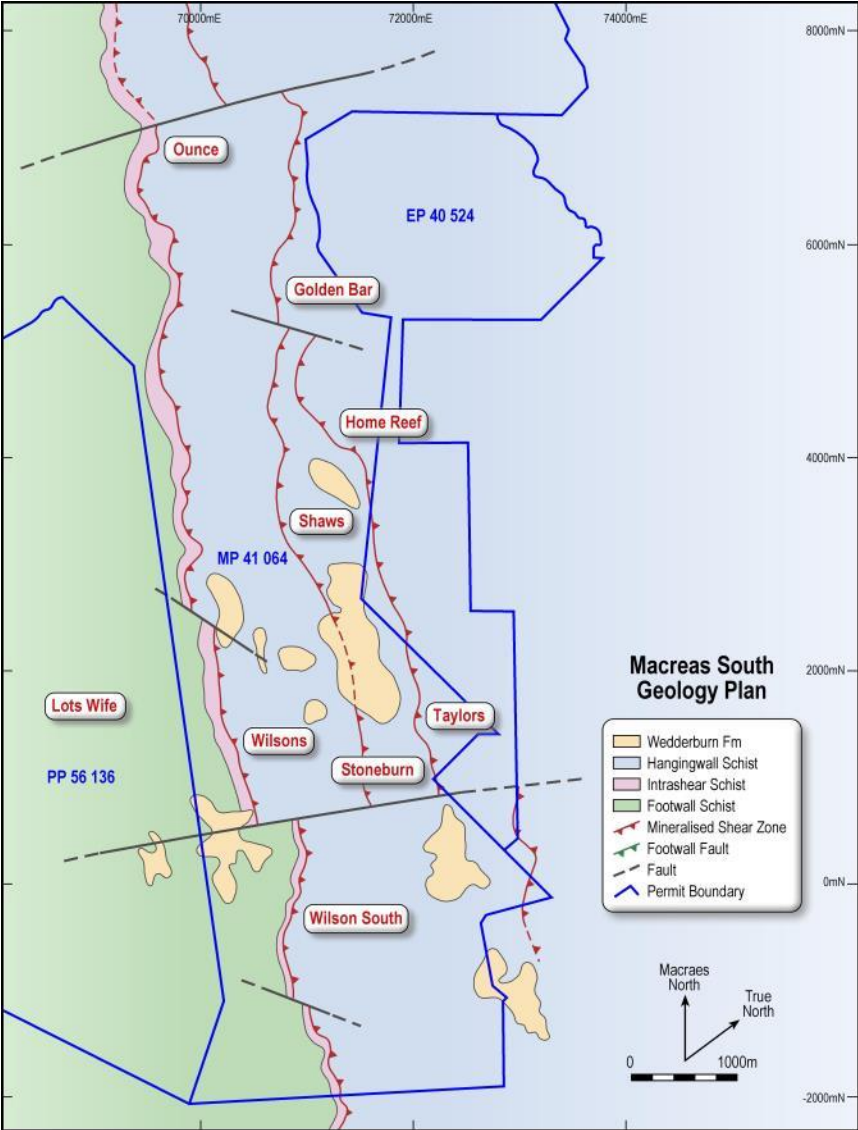 70000mE
72000mE
74000mE
8000mN
Ounce
EP 40 524
6000mN
Golden Bar
Home Reef
4000mN
Shaws
MP 41 064
2000mN
Macreas South
Geology Plan
Lots Wife
Taylors
Wilsons
Wedderburn Fm
Hangingwall Schist
Stoneburn
PP 56 136
Intrashear Schist
Footwall Schist
Mineralised Shear Zone
Footwall Fault
Fault
0mN
Permit Boundary
Wilson South
Macraes
North
True
North
0
1000m
-2000mN